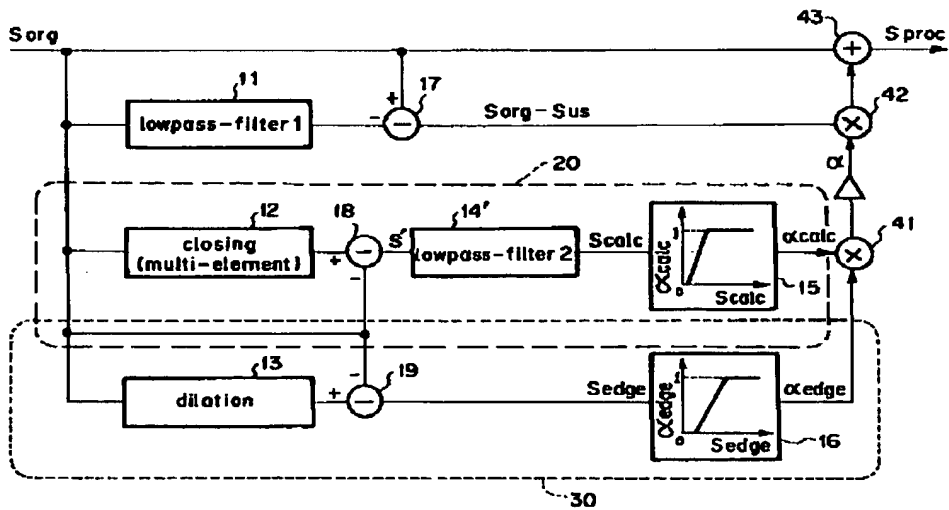 Sorg
43
+
Sproc
11
lowpass-filter 1
+
-
−
17
Sorg-Sus
42
×
20
α
12
closing
(multi-element)
18
+
−
-
S'
14'
lowpass-filter 2
Scalc
αcalc
1
0
Scalc
15
αcalc
41
×
13
dilation
-
+
−
19
Sedge
αedge
1
0
Sedge
16
αedge
30